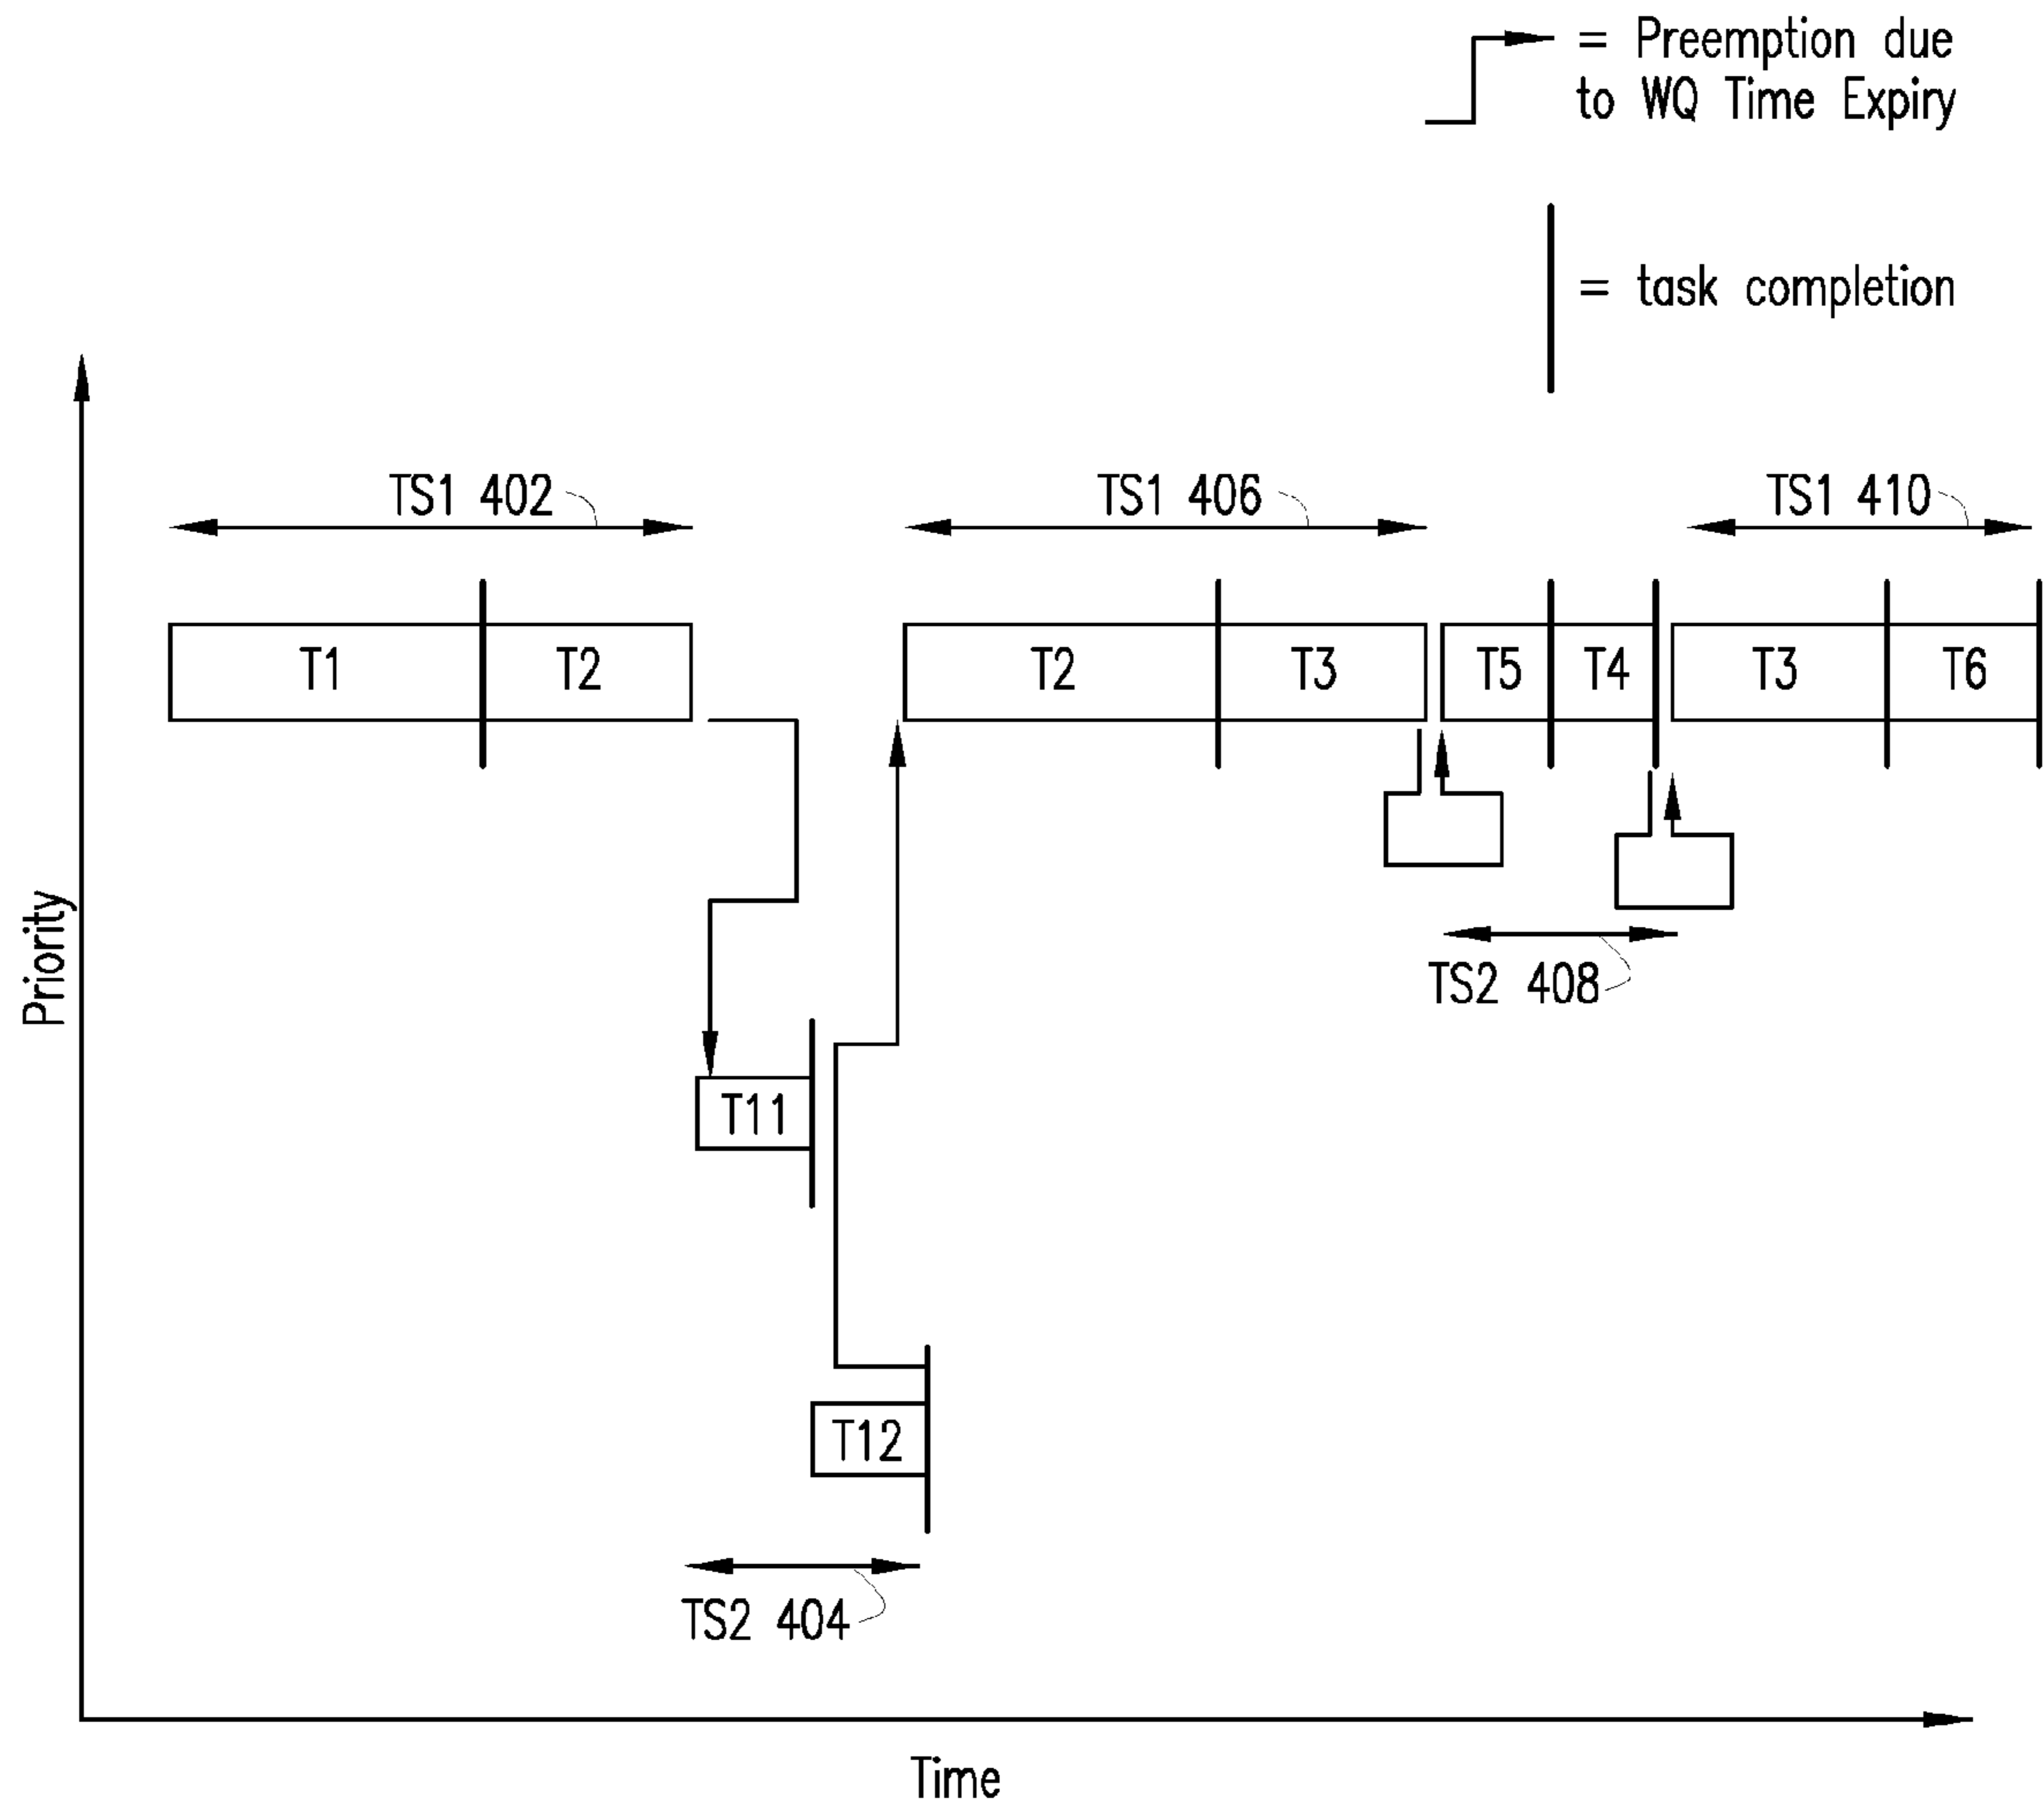 = Preemption due
to WQ Time Expiry
= task completion
TS1 402
TS1 406
TS1 410
T1
T2
T2
T3
T5
T4
T3
T6
Priority
TS2 408
T11
T12
TS2 404
Time